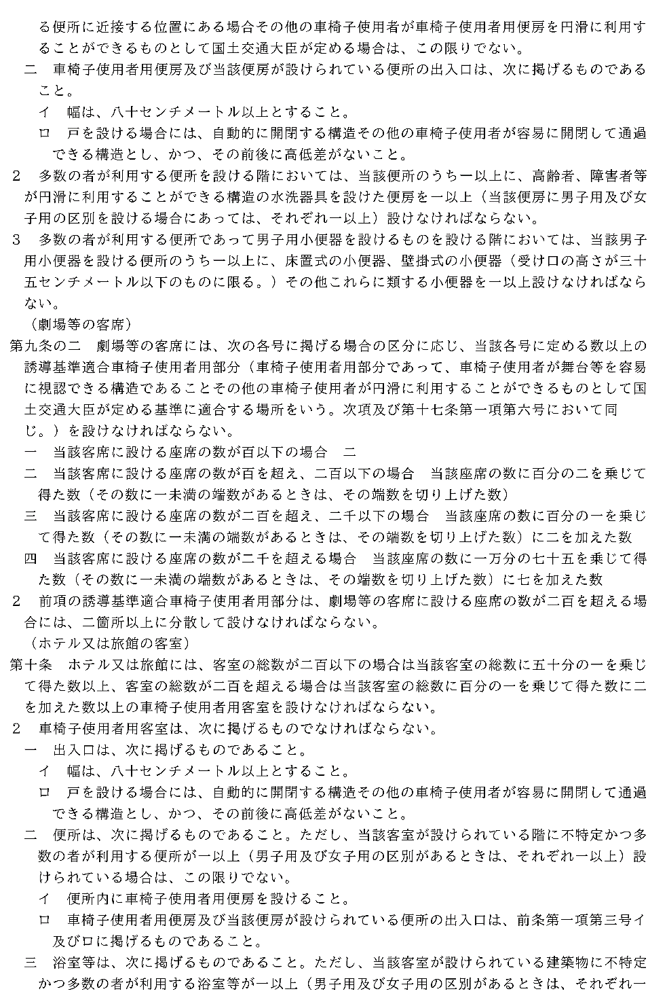 る便所に近接する位置にある場合その他の車椅子使用者が車椅子使用者用便房を円滑に利用す
ることができるものとして国土交通大臣が定める場合は、この限りでない。
二　車椅子使用者用便房及び当該便房が設けられている便所の出入口は、次に掲げるものである
こと。
イ　幅は、八十センチメートル以上とすること。
ロ　戸を設ける場合には、自動的に開閉する構造その他の車椅子使用者が容易に開閉して通過
できる構造とし、かつ、その前後に高低差がないこと。
２　多数の者が利用する便所を設ける階においては、当該便所のうち一以上に、高齢者、障害者等
が円滑に利用することができる構造の水洗器具を設けた便房を一以上（当該便房に男子用及び女
子用の区別を設ける場合にあっては、それぞれ一以上）設けなければならない。
３　多数の者が利用する便所であって男子用小便器を設けるものを設ける階においては、当該男子
用小便器を設ける便所のうち一以上に、床置式の小便器、壁掛式の小便器（受け口の高さが三十
五センチメートル以下のものに限る。）その他これらに類する小便器を一以上設けなければなら
ない。
（劇場等の客席）
第九条の二　劇場等の客席には、次の各号に掲げる場合の区分に応じ、当該各号に定める数以上の
誘導基準適合車椅子使用者用部分（車椅子使用者用部分であって、車椅子使用者が舞台等を容易
に視認できる構造であることその他の車椅子使用者が円滑に利用することができるものとして国
土交通大臣が定める基準に適合する場所をいう。次項及び第十七条第一項第六号において同
じ。）を設けなければならない。
一　当該客席に設ける座席の数が百以下の場合　二
二　当該客席に設ける座席の数が百を超え、二百以下の場合　当該座席の数に百分の二を乗じて
得た数（その数に一未満の端数があるときは、その端数を切り上げた数）
三　当該客席に設ける座席の数が二百を超え、二千以下の場合　当該座席の数に百分の一を乗じ
て得た数（その数に一未満の端数があるときは、その端数を切り上げた数）に二を加えた数
四　当該客席に設ける座席の数が二千を超える場合　当該座席の数に一万分の七十五を乗じて得
た数（その数に一未満の端数があるときは、その端数を切り上げた数）に七を加えた数
２　前項の誘導基準適合車椅子使用者用部分は、劇場等の客席に設ける座席の数が二百を超える場
合には、二箇所以上に分散して設けなければならない。
（ホテル又は旅館の客室）
第十条　ホテル又は旅館には、客室の総数が二百以下の場合は当該客室の総数に五十分の一を乗じ
て得た数以上、客室の総数が二百を超える場合は当該客室の総数に百分の一を乗じて得た数に二
を加えた数以上の車椅子使用者用客室を設けなければならない。
２　車椅子使用者用客室は、次に掲げるものでなければならない。
一　出入口は、次に掲げるものであること。
イ　幅は、八十センチメートル以上とすること。
ロ　戸を設ける場合には、自動的に開閉する構造その他の車椅子使用者が容易に開閉して通過
できる構造とし、かつ、その前後に高低差がないこと。
二　便所は、次に掲げるものであること。ただし、当該客室が設けられている階に不特定かつ多
数の者が利用する便所が一以上（男子用及び女子用の区別があるときは、それぞれ一以上）設
けられている場合は、この限りでない。
イ　便所内に車椅子使用者用便房を設けること。
ロ　車椅子使用者用便房及び当該便房が設けられている便所の出入口は、前条第一項第三号イ
及びロに掲げるものであること。
三　浴室等は、次に掲げるものであること。ただし、当該客室が設けられている建築物に不特定
かつ多数の者が利用する浴室等が一以上（男子用及び女子用の区別があるときは、それぞれ一